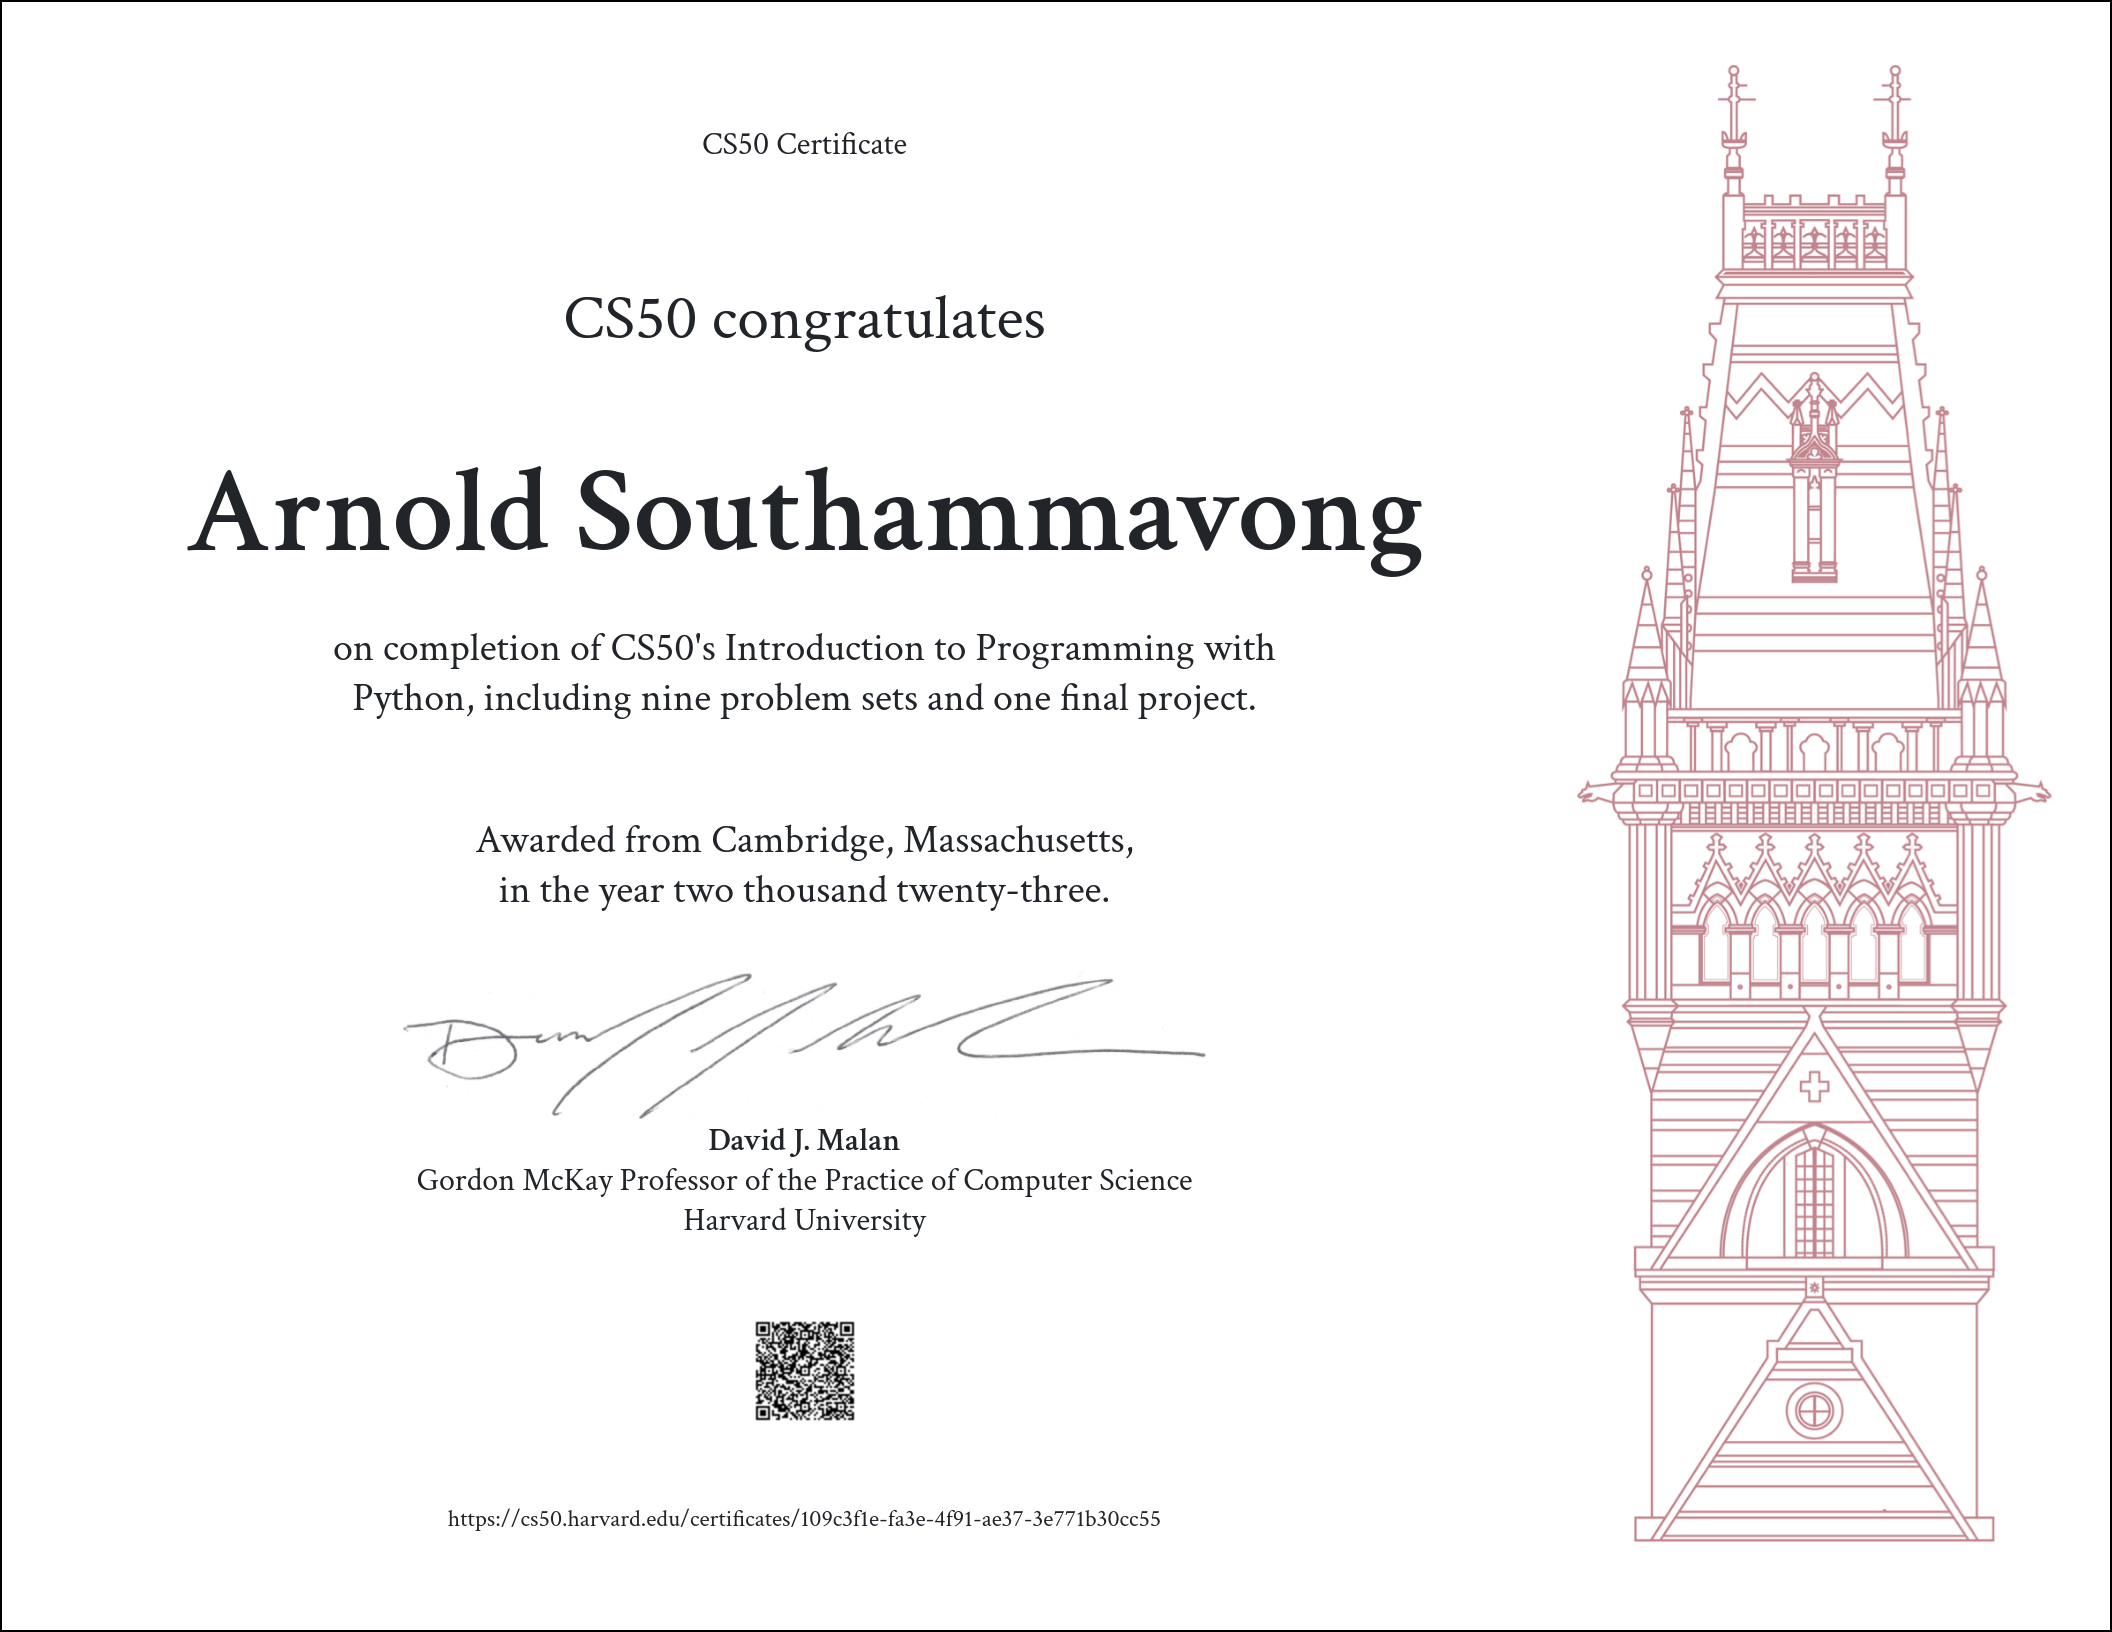 CS50 Certificate
CS50 congratulates
Arnold Southammavong
on completion of CS50's Introduction to Programming with
Python, including nine problem sets and one final project.
Awarded from Cambridge, Massachusetts,
in the year two thousand twenty-three.
David J. Malan
Gordon McKay Professor of the Practice of Computer Science
Harvard University
https://cs50.harvard.edu/certificates/109c3f1e-fa3e-4f91-ae37-3e771b30cc55